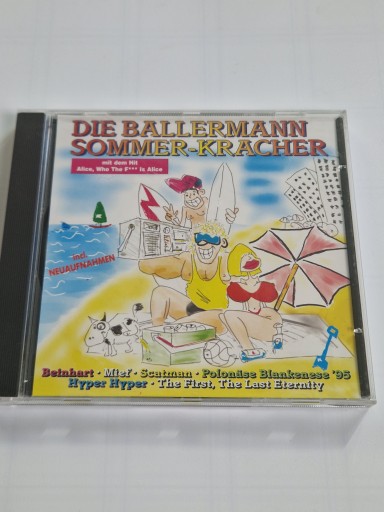 DIE BALLERMANN
SOMMER-KRACHER
mit dem Hit
Alice, Who The F*** Is Alice
incl.
NEUAUFNAHMEN
Beinhart · Mief · Scatman · Polonäse Blankenese '95
Hyper Hyper · The First, The Last Eternity